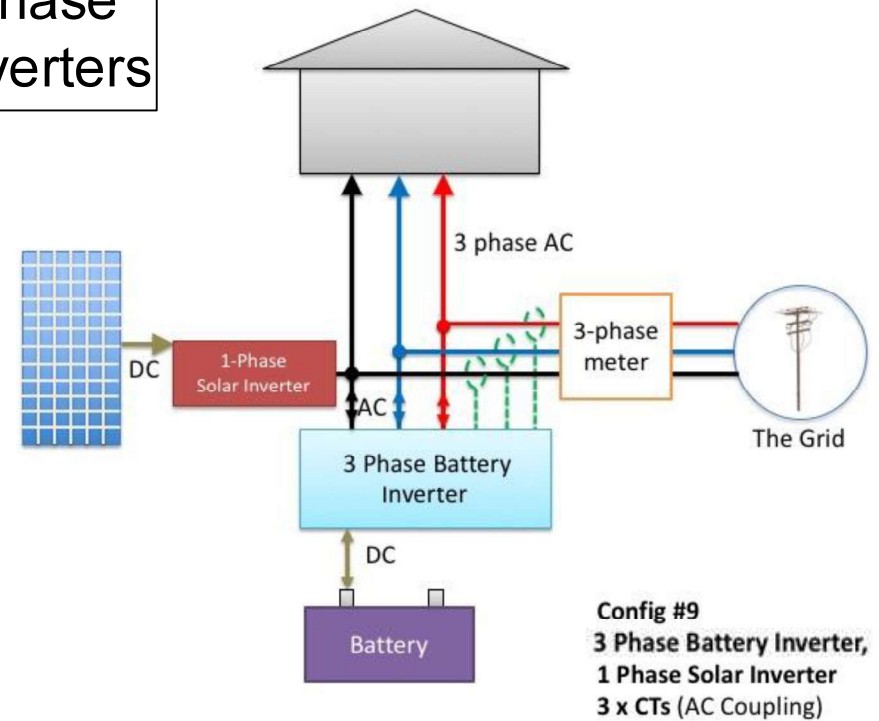 hase
verters
3 phase AC
3-phase
meter
DC
1-Phase
Solar Inverter
AC
The Grid
3 Phase Battery
Inverter
DC
Battery
Config #9
3 Phase Battery Inverter,
1 Phase Solar Inverter
3 x CTs (AC Coupling)